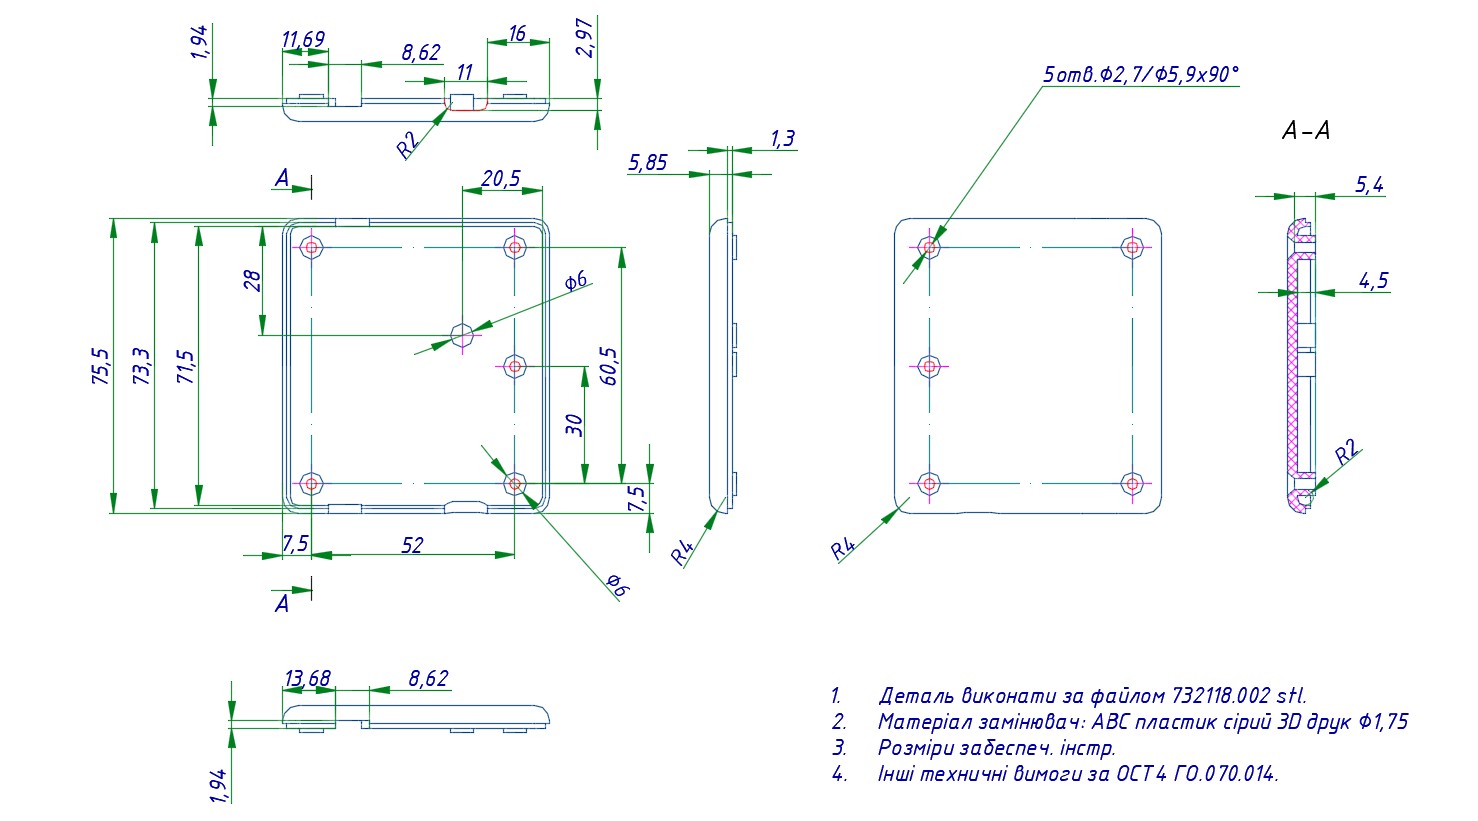 1,94
11,69
8,62
11
16
2,97
R2
5отв.Ф2,7/Ф5,9х90°
А-А
1,3
5,85
5,4
А
20,5
28
Ф6
4,5
75,5
73,3
71,5
60,5
30
7,5
R2
7,5
52
R4
R4
Ф6
А
13,68
8,62
1,94
1. Деталь виконати за файлом 732118.002 stl.
2. Матеріал замінювач: АВС пластик сірий 3D друк Ф1,75
3. Розміри забеспеч. інстр.
4. Інші технічні вимоги за ОСТ4 ГО.070.014.